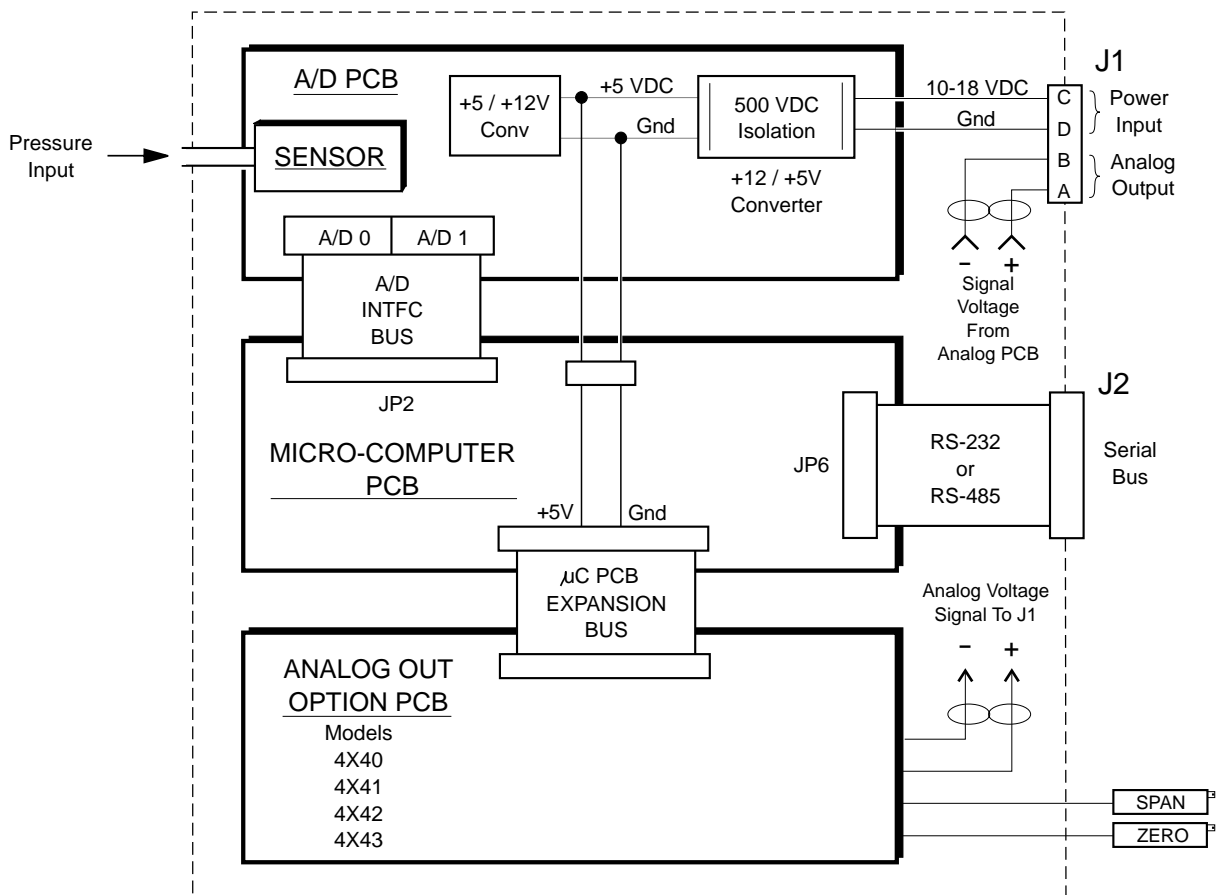 J1
A/D PCB
+5 / +12V
Conv
+5 VDC
Gnd
500 VDC
Isolation
+12 / +5V
Converter
10-18 VDC
Gnd
C
D
B
A
Power
Input
Analog
Output
Pressure
Input
SENSOR
A/D 0
A/D 1
A/D
INTFC
BUS
- +
Signal
Voltage
From
Analog PCB
JP2
MICRO-COMPUTER
PCB
+5V
Gnd
JP6
RS-232
or
RS-485
J2
Serial
Bus
µC PCB
EXPANSION
BUS
Analog Voltage
Signal To J1
- +
ANALOG OUT
OPTION PCB
Models
4X40
4X41
4X42
4X43
SPAN
ZERO